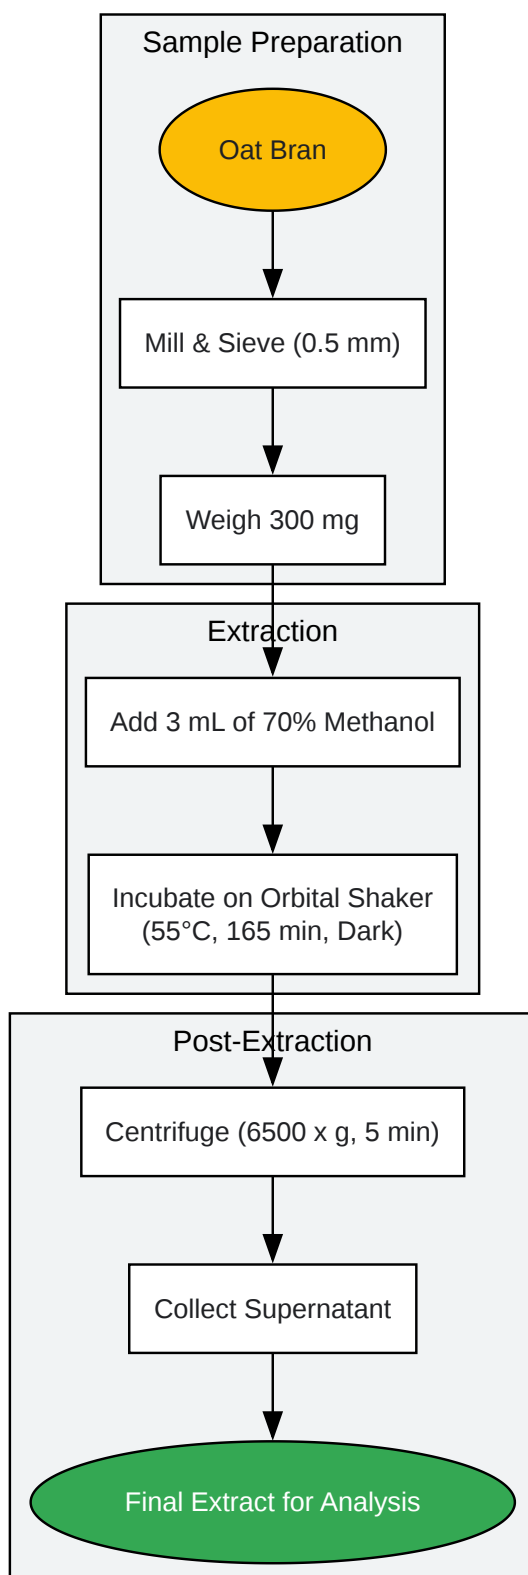 Sample Preparation
Oat Bran
Mill & Sieve (0.5 mm)
Weigh 300 mg
Extraction
Add 3 mL of 70% Methanol
Incubate on Orbital Shaker
(55°C, 165 min, Dark)
Post-Extraction
Centrifuge (6500 x g, 5 min)
Collect Supernatant
Final Extract for Analysis